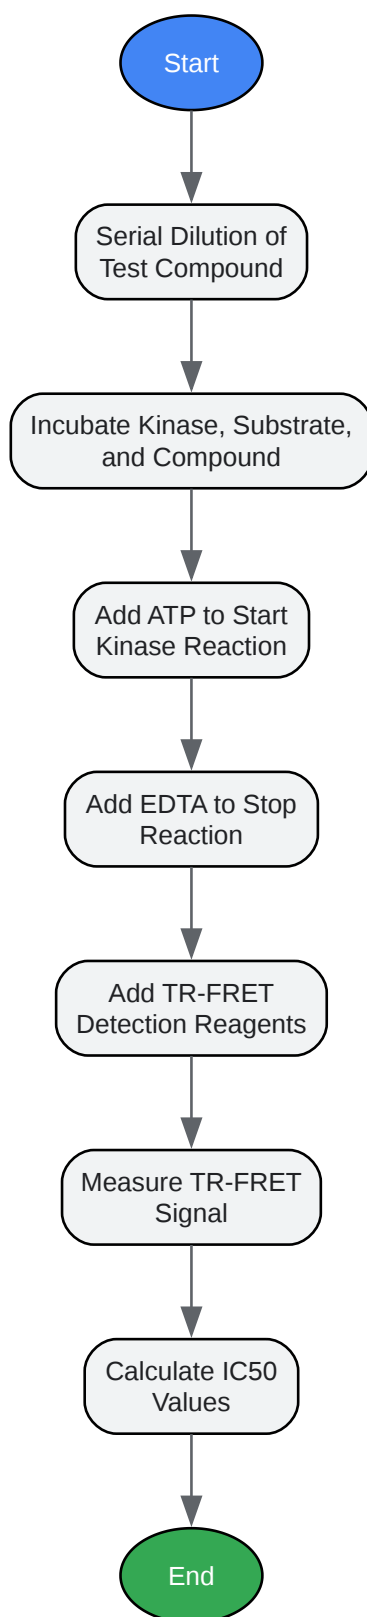 Start
Serial Dilution of
Test Compound
Incubate Kinase, Substrate,
and Compound
Add ATP to Start
Kinase Reaction
Add EDTA to Stop
Reaction
Add TR-FRET
Detection Reagents
Measure TR-FRET
Signal
Calculate IC50
Values
End